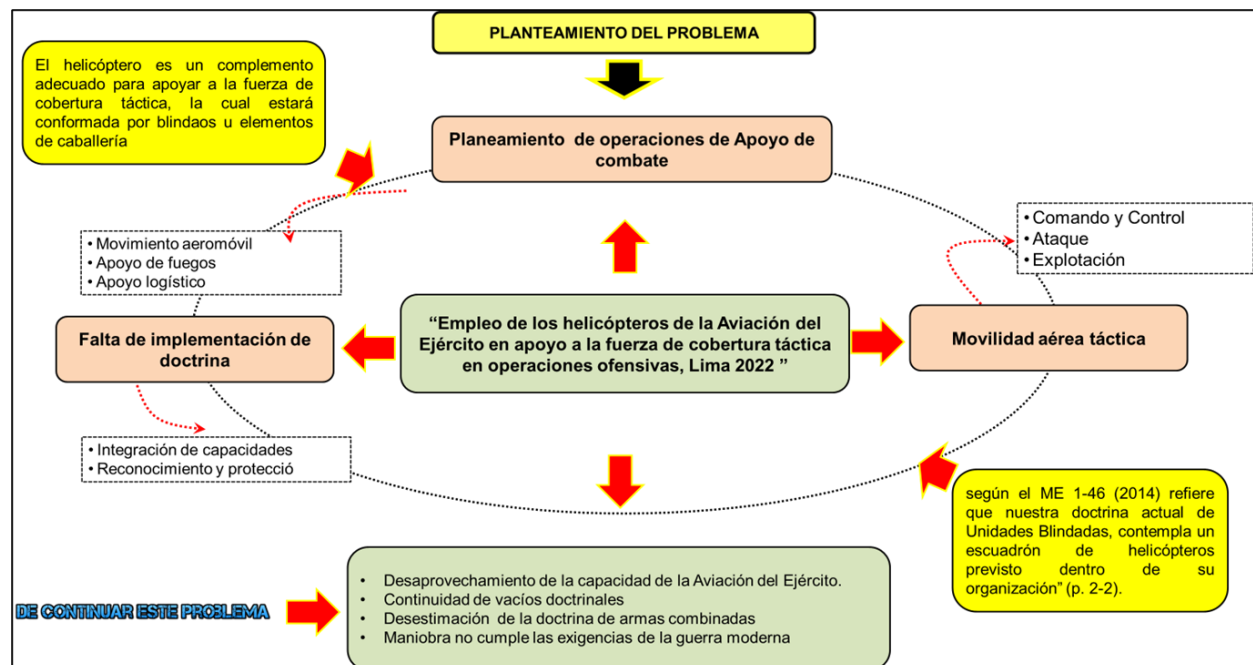 PLANTEAMIENTO DEL PROBLEMA
El helicóptero es un complemento
adecuado para apoyar a la fuerza de
cobertura táctica, la cual estará
conformada por blindaos u elementos
de caballería
Planeamiento de operaciones de Apoyo de
combate
• Movimiento aeromóvil
• Apoyo de fuegos
• Apoyo logístico
• Comando y Control
• Ataque
• Explotación
Falta de implementación de
doctrina
“Empleo de los helicópteros de la Aviación del
Ejército en apoyo a la fuerza de cobertura táctica
en operaciones ofensivas, Lima 2022 ”
Movilidad aérea táctica
• Integración de capacidades
• Reconocimiento y protecció
según el ME 1-46 (2014) refiere
que nuestra doctrina actual de
Unidades Blindadas, contempla un
escuadrón de helicópteros
previsto dentro de su
organización” (p. 2-2).
DE CONTINUAR ESTE PROBLEMA
• Desaprovechamiento de la capacidad de la Aviación del Ejército.
• Continuidad de vacíos doctrinales
• Desestimación de la doctrina de armas combinadas
• Maniobra no cumple las exigencias de la guerra moderna